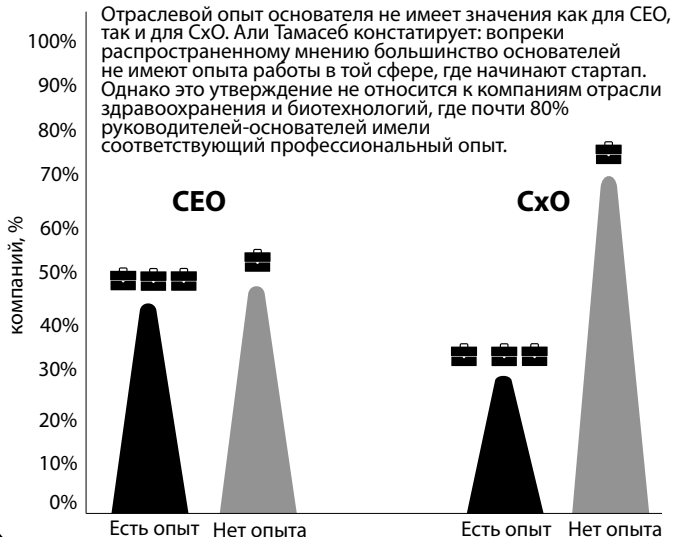 Отраслевой опыт основателя не имеет значения как для CEO,
так и для CxO. Али Тамасеб констатирует: вопреки
распространенному мнению большинство основателей
не имеют опыта работы в той сфере, где начинают стартап.
Однако это утверждение не относится к компаниям отрасли
здравоохранения и биотехнологий, где почти 80%
руководителей-основателей имели
соответствующий профессиональный опыт.
100%
90%
80%
70%
60%
50%
40%
30%
20%
10%
0%
компаний, %
CEO
CxO
Есть опыт
Нет опыта
Есть опыт
Нет опыта